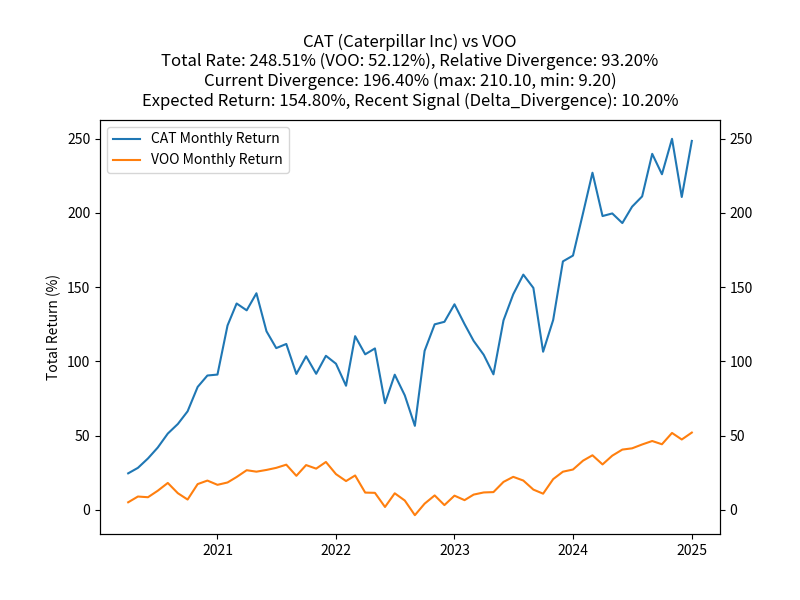 CAT (Caterpillar Inc) vs VOO
Total Rate: 248.51% (VOO: 52.12%), Relative Divergence: 93.20%
Current Divergence: 196.40% (max: 210.10, min: 9.20)
Expected Return: 154.80%, Recent Signal (Delta_Divergence): 10.20%
CAT Monthly Return
VOO Monthly Return
250 250
200 200
150 150
100 100
50 50
0 0
Total Return (%)
2021 2022 2023 2024 2025